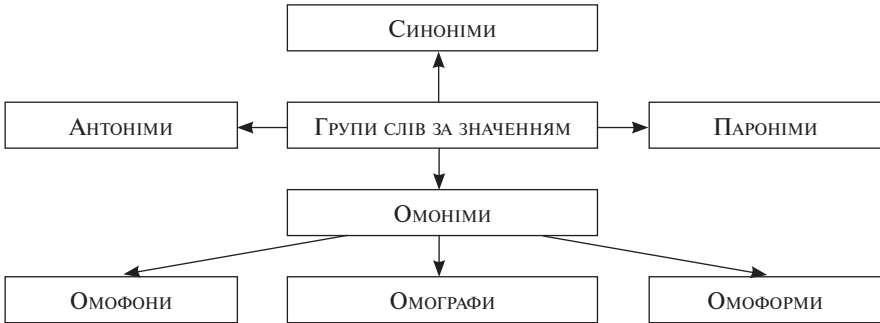 Синоніми
Антоніми
Групи слів за значенням
Пароніми
Омоніми
Омофони
Омографи
Омоформи